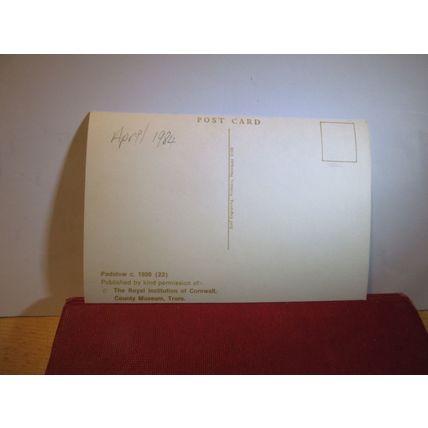 POST CARD
April 1984
Padstow c. 1906 (22)
Published by kind permission of:-
© The Royal Institution of Cornwall,
County Museum, Truro.